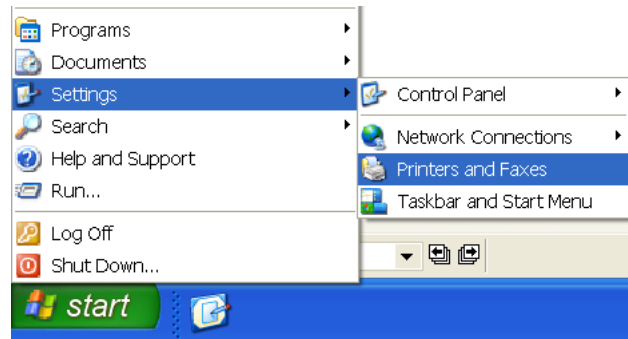 Programs
Documents
Settings
Search
Help and Support
Run...
Log Off
Shut Down...
start
Control Panel
Network Connections
Printers and Faxes
Taskbar and Start Menu